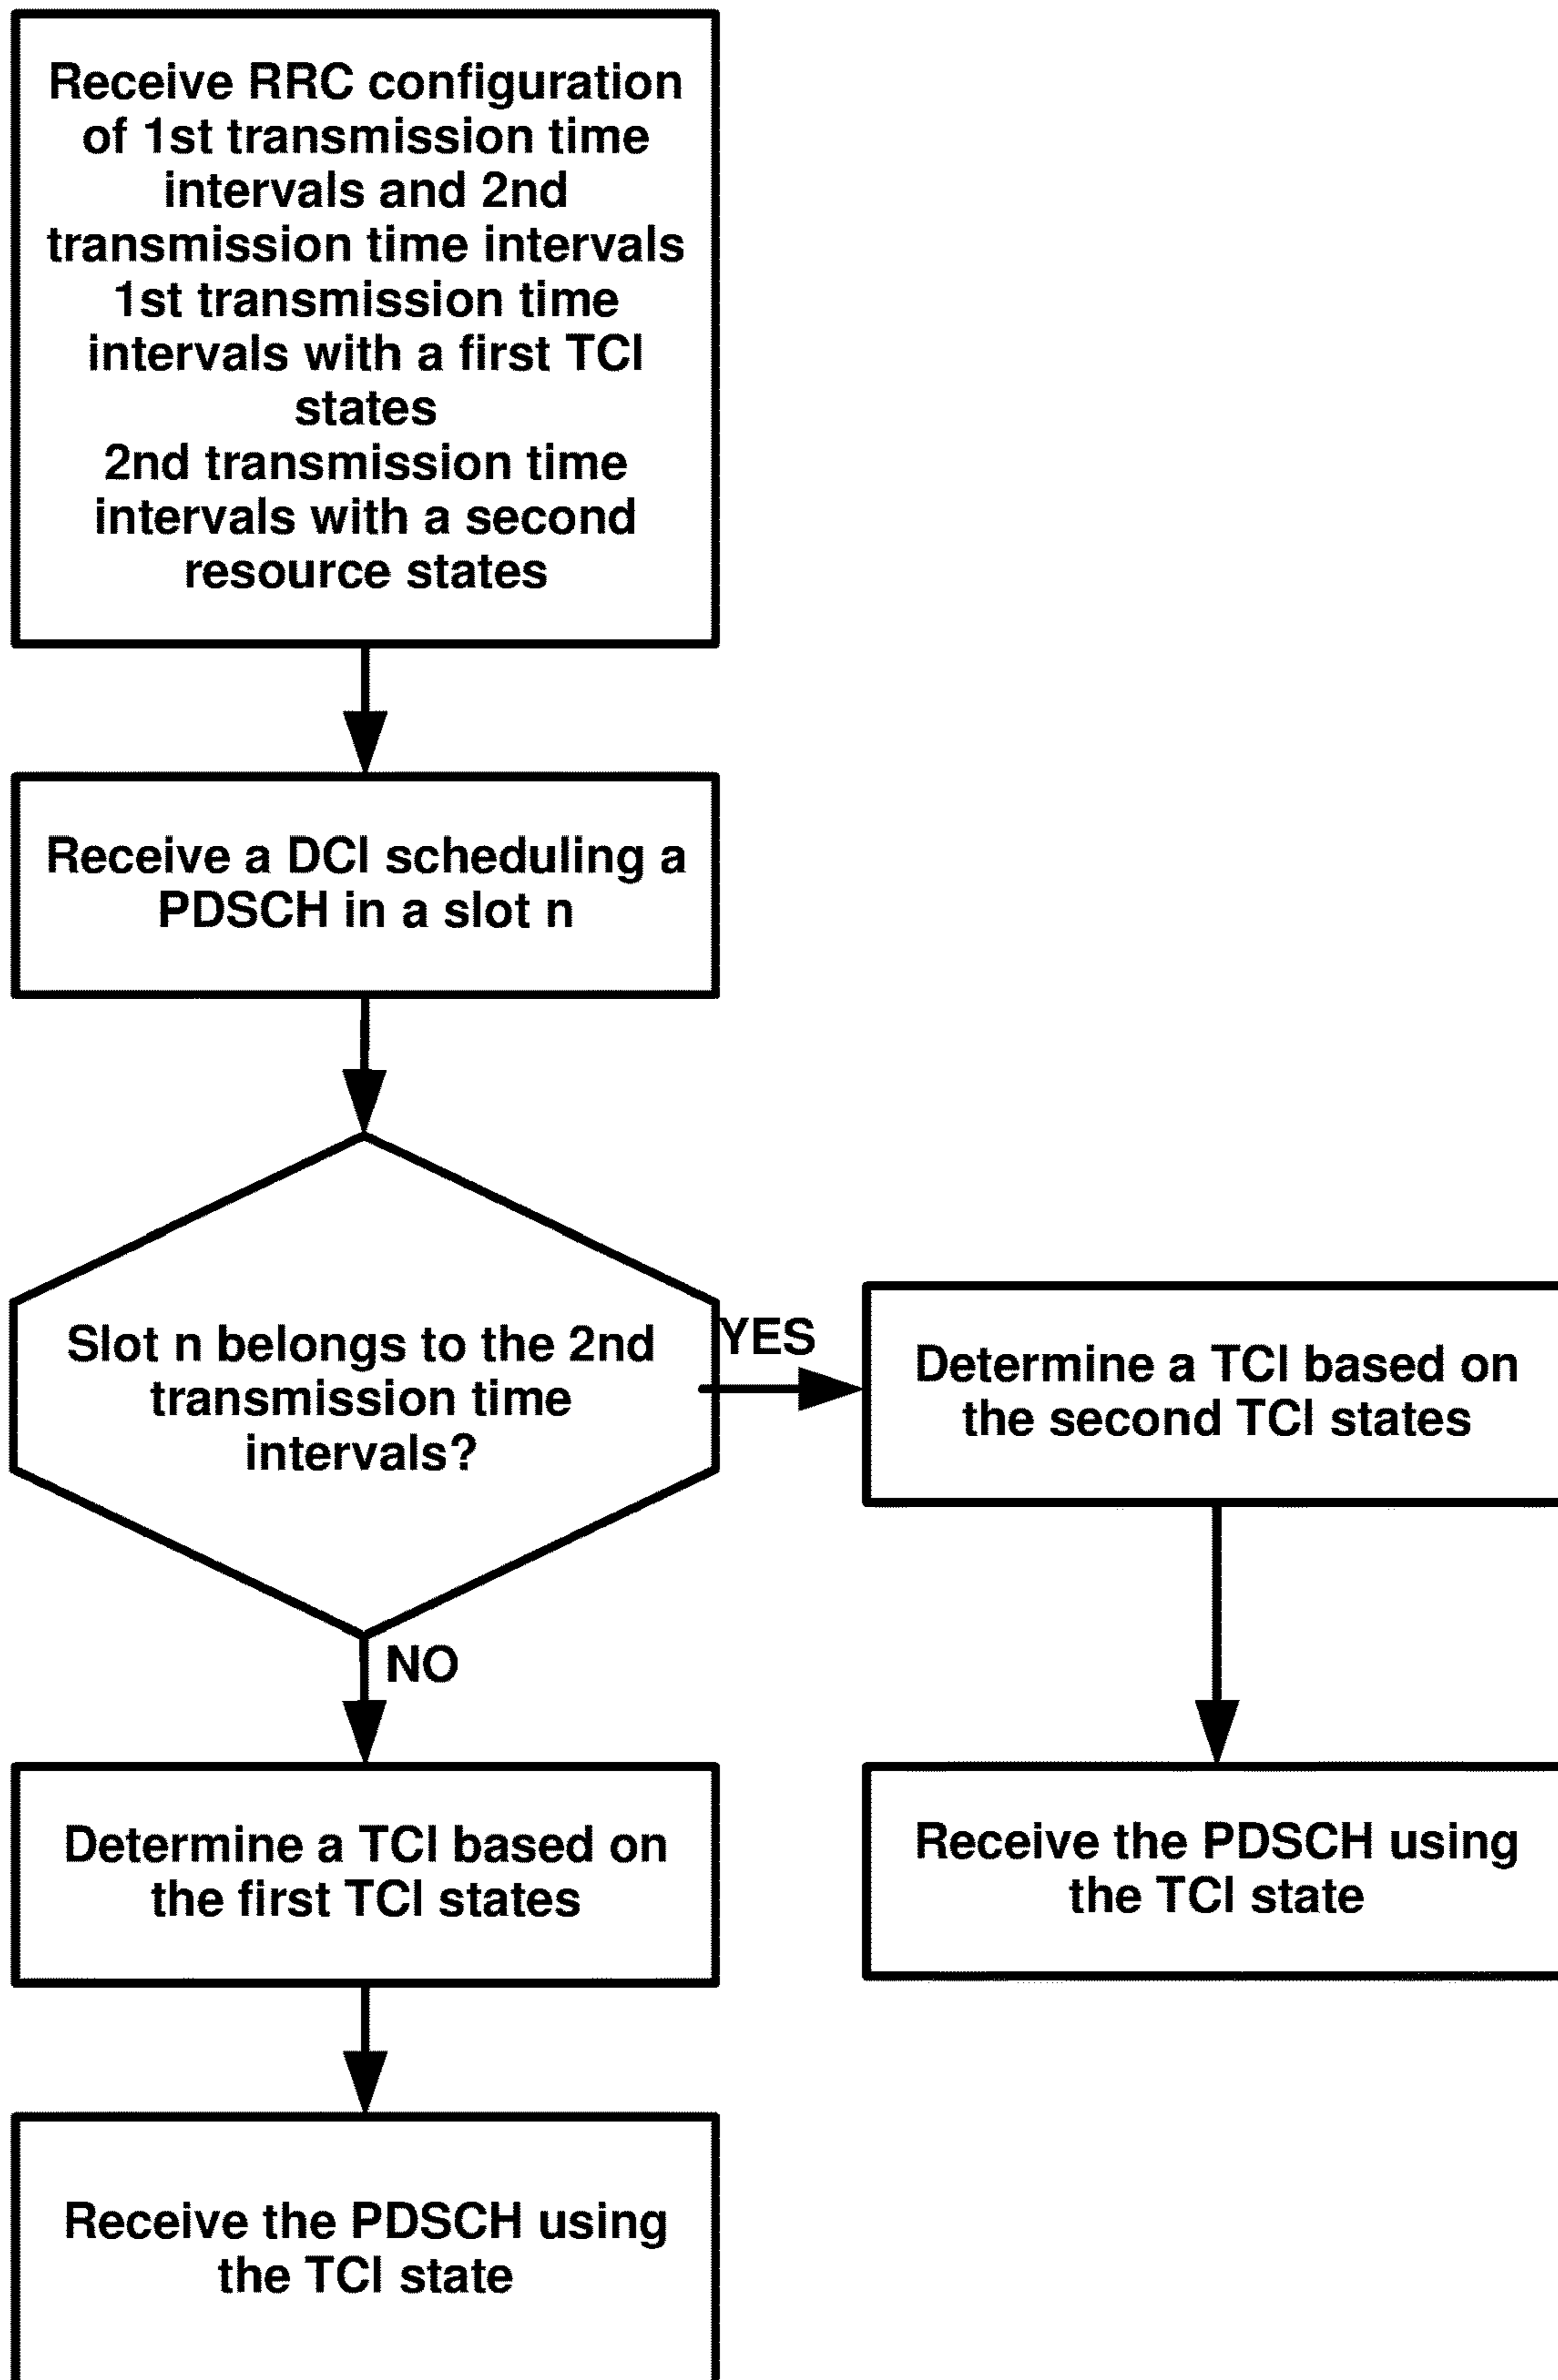 Receive RRC configuration
of 1st transmission time
intervals and 2nd
transmission time intervals
1st transmission time
intervals with a first TCI
states
2nd transmission time
intervals with a second
resource states
Receive a DCI scheduling a
PDSCH in a slot n
Slot n belongs to the 2nd
transmission time
intervals?
YES
Determine a TCI based on
the second TCI states
NO
Determine a TCI based on
the first TCI states
Receive the PDSCH using
the TCI state
Receive the PDSCH using
the TCI state